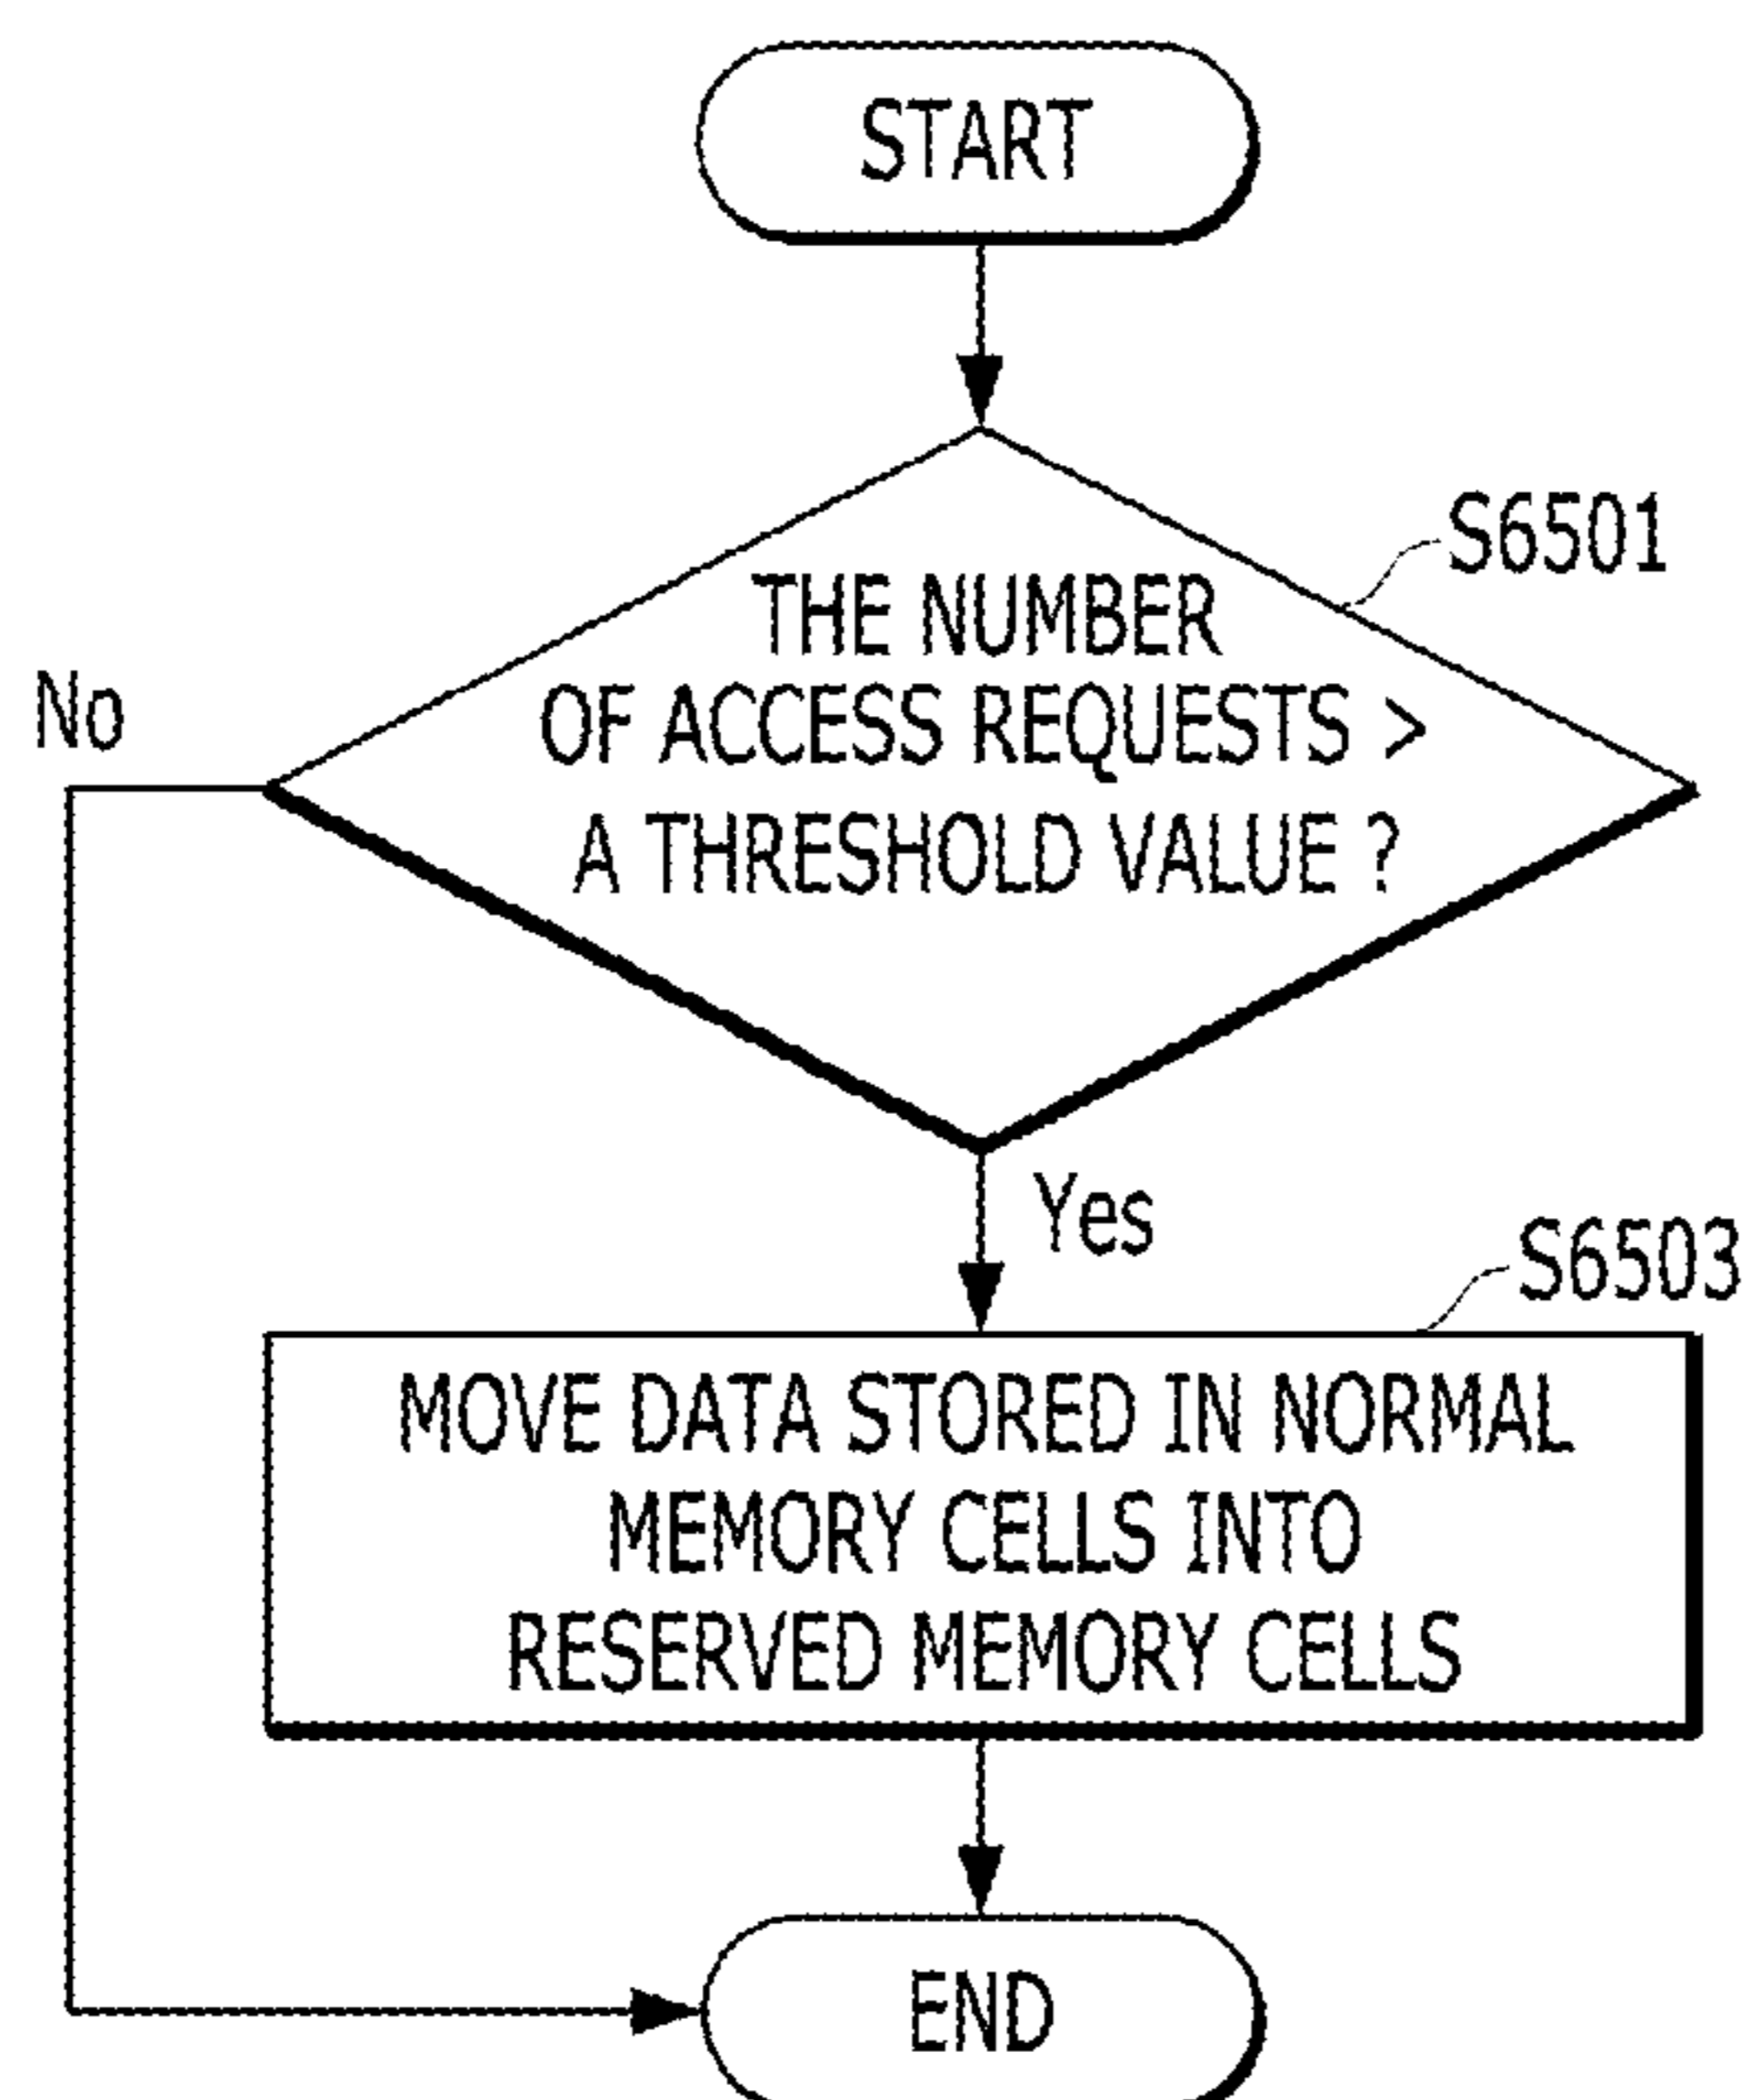 START
S6501
THE NUMBER
OF ACCESS REQUESTS >
A THRESHOLD VALUE ?
No
Yes
S6503
MOVE DATA STORED IN NORMAL
MEMORY CELLS INTO
RESERVED MEMORY CELLS
END